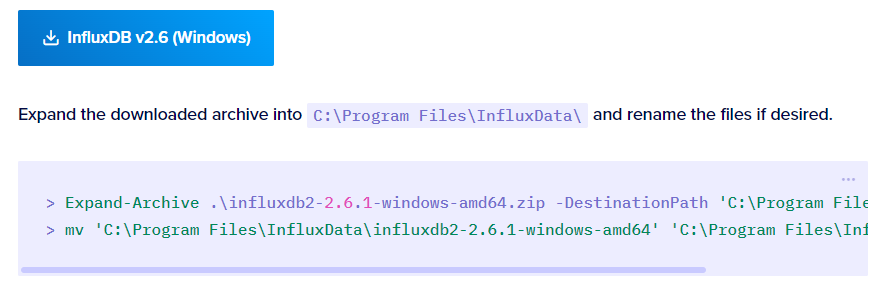 InfluxDB v2.6 (Windows)
Expand the downloaded archive into C:\Program Files\InfluxData\ and rename the files if desired.
> Expand-Archive .\influxdb2-2.6.1-windows-amd64.zip -DestinationPath 'C:\Program File
> mv 'C:\Program Files\InfluxData\influxdb2-2.6.1-windows-amd64' 'C:\Program Files\Inf